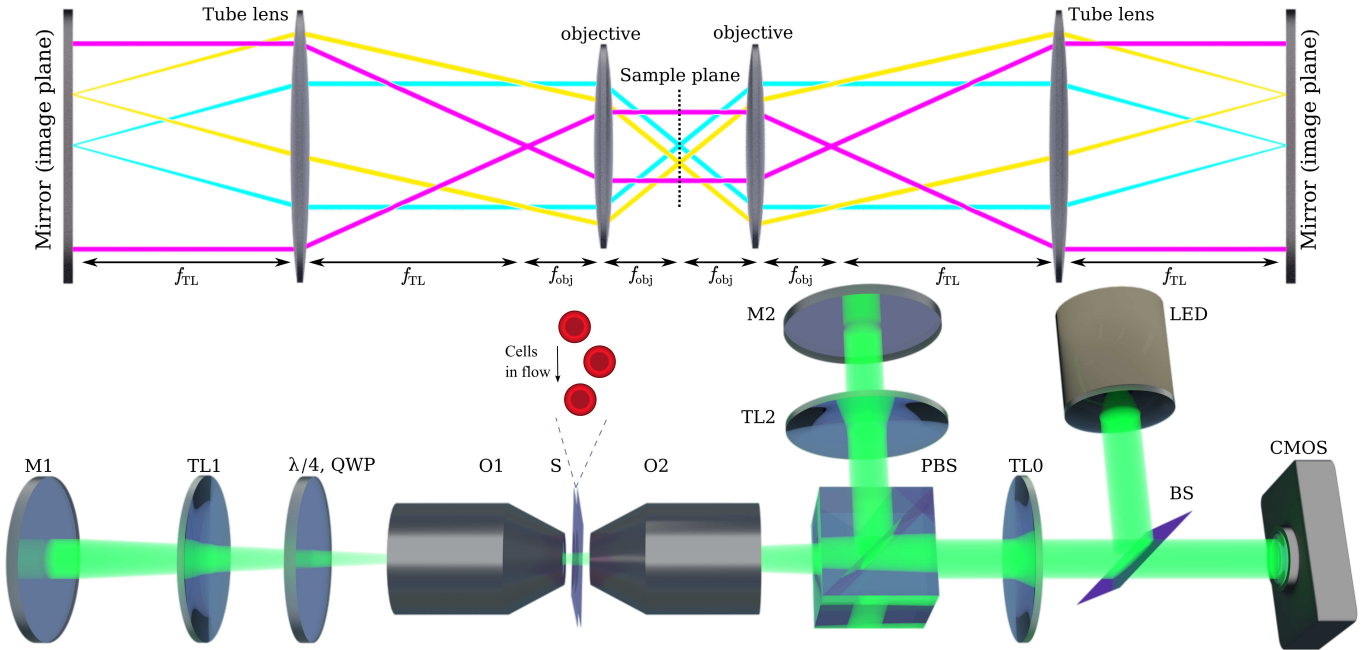 Tube lens
Tube lens
objective
objective
Sample plane
Mirror (image plane)
Mirror (image plane)
fTL
fTL
fobj
fobj
fobj
fobj
fTL
fTL
M2
LED
Cells
in flow
TL2
M1
TL1
λ/4, QWP
O1
S
O2
PBS
TL0
CMOS
BS